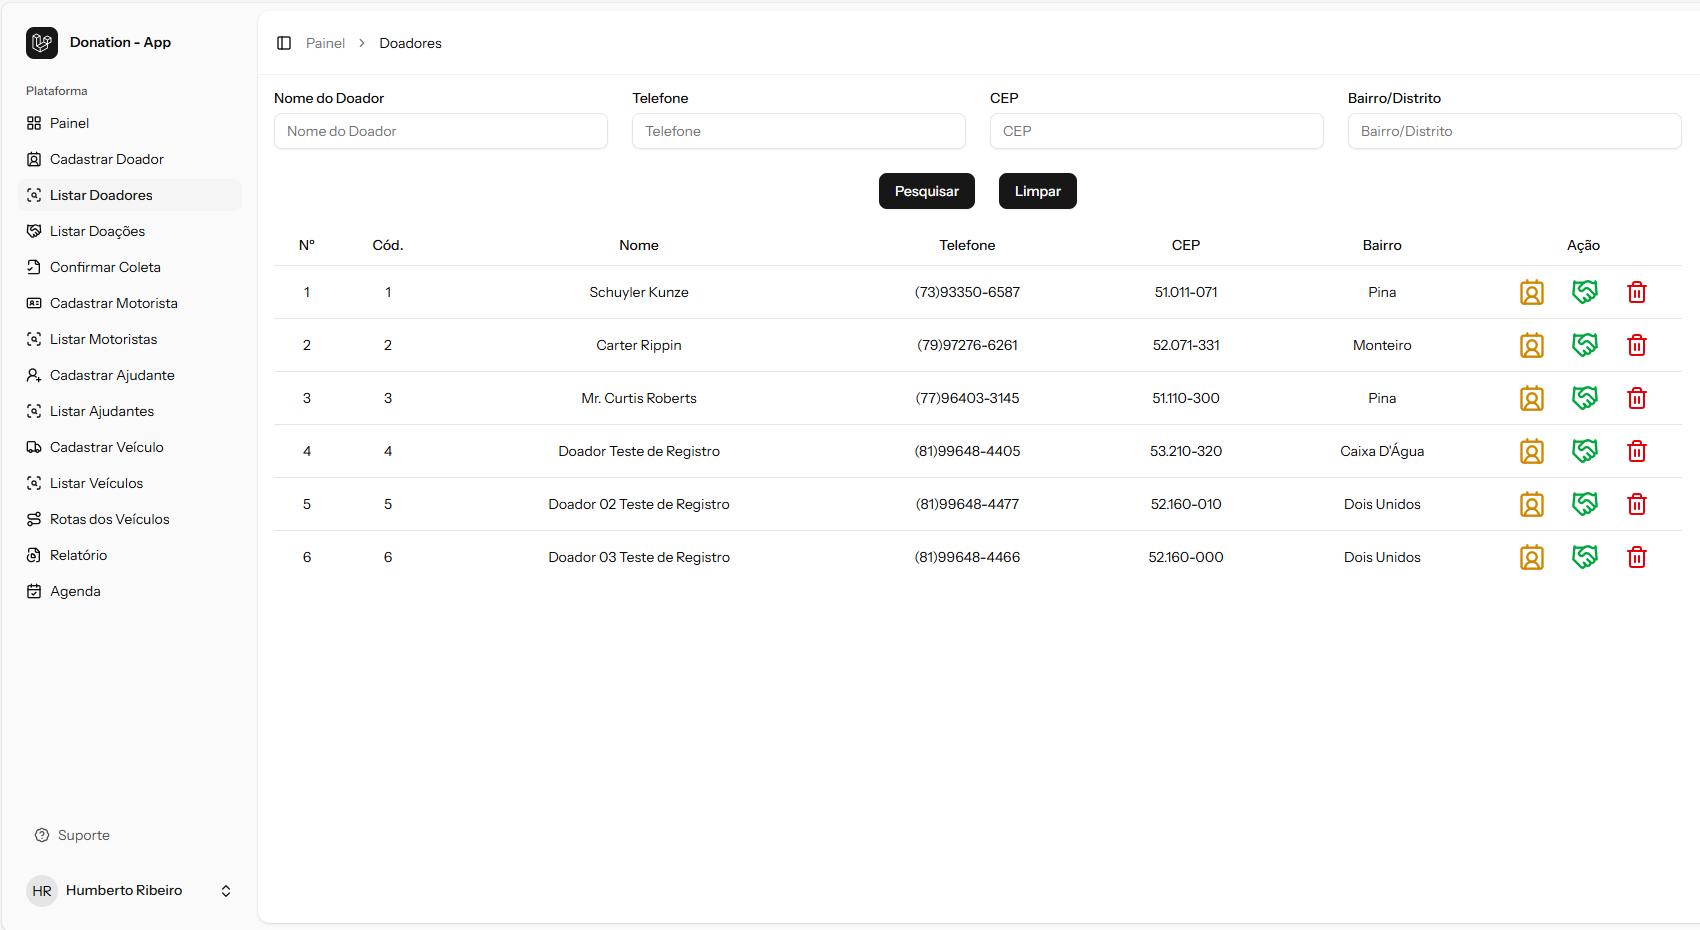 Donation - App
Plataforma
Painel
Cadastrar Doador
Listar Doadores
Listar Doações
Confirmar Coleta
Cadastrar Motorista
Listar Motoristas
Cadastrar Ajudante
Listar Ajudantes
Cadastrar Veículo
Listar Veículos
Rotas dos Veículos
Relatório
Agenda
Suporte
HR Humberto Ribeiro
Painel > Doadores
Nome do Doador Telefone CEP Bairro/Distrito
Nome do Doador Telefone CEP Bairro/Distrito
Pesquisar Limpar
Nº Cód. Nome Telefone CEP Bairro Ação
1 1 Schuyler Kunze (73)93350-6587 51.011-071 Pina
2 2 Carter Rippin (79)97276-6261 52.071-331 Monteiro
3 3 Mr. Curtis Roberts (77)96403-3145 51.110-300 Pina
4 4 Doador Teste de Registro (81)99648-4405 53.210-320 Caixa D'Água
5 5 Doador 02 Teste de Registro (81)99648-4477 52.160-010 Dois Unidos
6 6 Doador 03 Teste de Registro (81)99648-4466 52.160-000 Dois Unidos